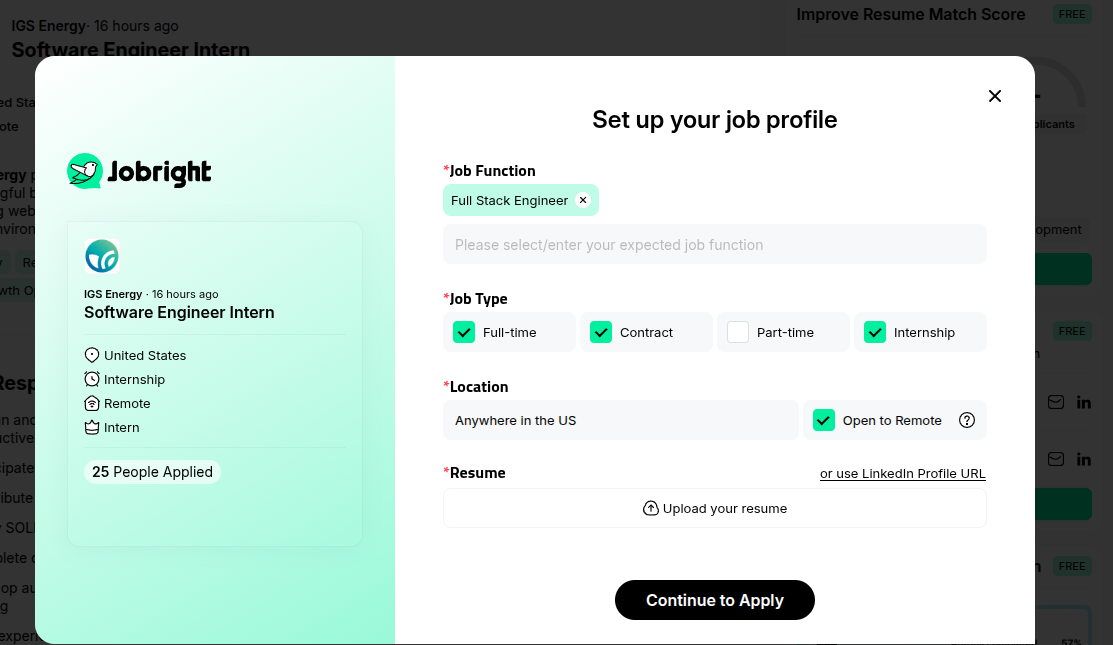 IGS Energy · 16 hours ago
Software Engineer Intern
Improve Resume Match Score
FREE
Jobright
IGS Energy · 16 hours ago
Software Engineer Intern
United States
Internship
Remote
Intern
25 People Applied
Set up your job profile
*Job Function
Full Stack Engineer
Please select/enter your expected job function
*Job Type
Full-time
Contract
Part-time
Internship
*Location
Anywhere in the US
Open to Remote
*Resume
or use LinkedIn Profile URL
Upload your resume
Continue to Apply
FREE
in
in
FREE
57%